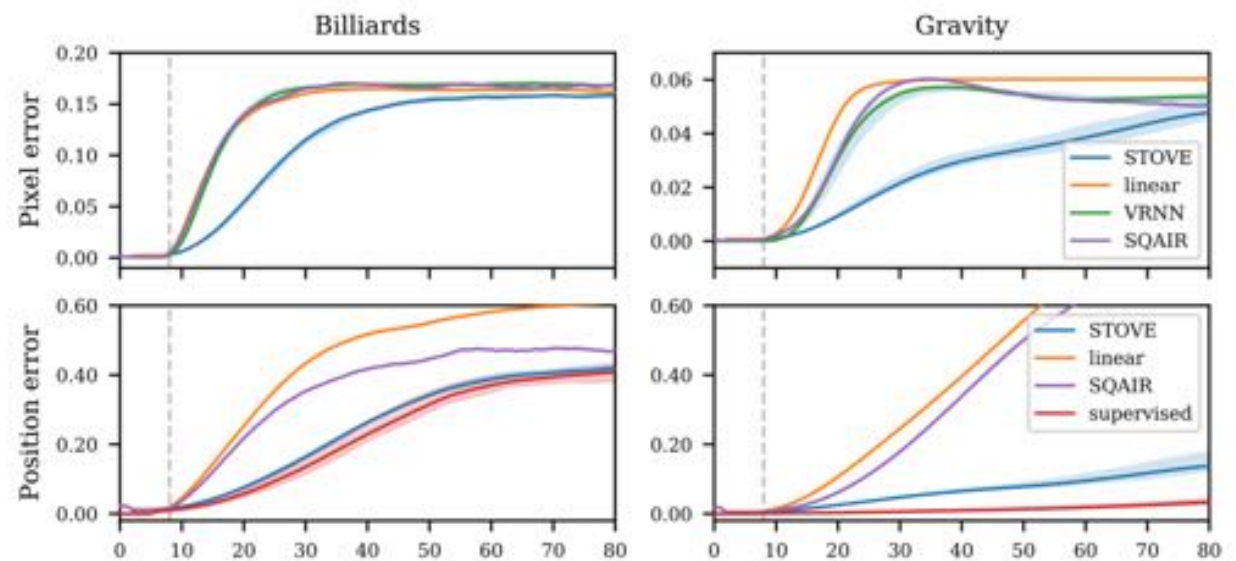 Billiards
Gravity
Pixel error
0.20
0.15
0.10
0.05
0.00
0.06
0.04
0.02
0.00
STOVE
linear
VRNN
SQAIR
Position error
0.60
0.40
0.20
0.00
0 10 20 30 40 50 60 70 80
0.60
0.40
0.20
0.00
STOVE
linear
SQAIR
supervised
0 10 20 30 40 50 60 70 80